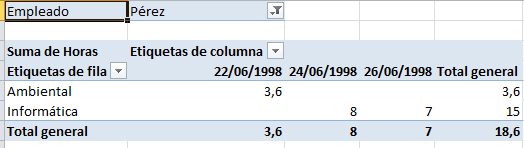 Empleado Pérez
Suma de Horas Etiquetas de columna
Etiquetas de fila 22/06/1998 24/06/1998 26/06/1998 Total general
Ambiental 3,6 3,6
Informática 8 7 15
Total general 3,6 8 7 18,6